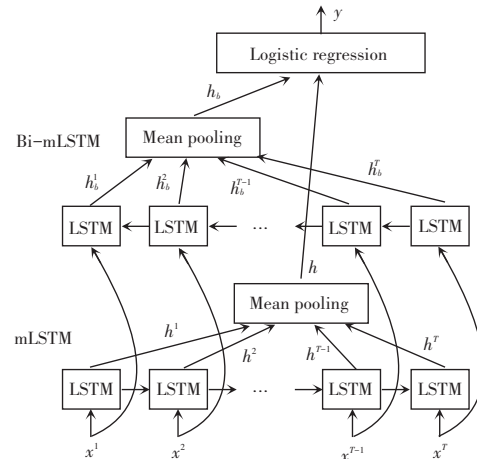 y
Logistic regression
h_b
Bi-mLSTM
Mean pooling
h_b^1 h_b^2 h_b^{T-1} h_b^T
LSTM LSTM ... LSTM LSTM
h
Mean pooling
mLSTM
h^1 h^2 h^{T-1} h^T
LSTM LSTM ... LSTM LSTM
x^1 x^2 x^{T-1} x^T